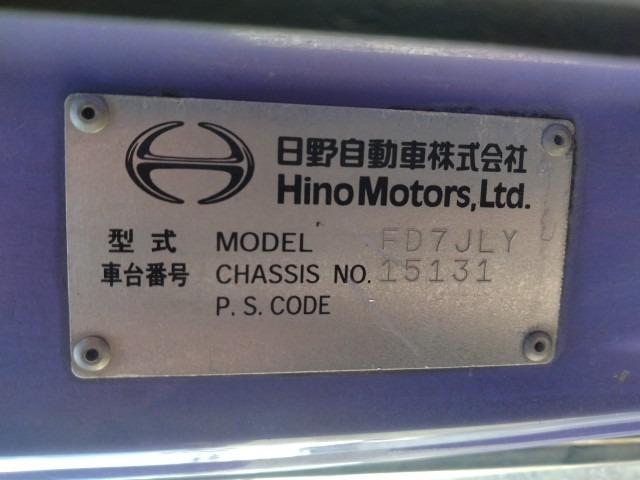 日野自動車株式会社
Hino Motors, Ltd.
型式 MODEL FD7JLY
車台番号 CHASSIS NO. 15131
P. S. CODE